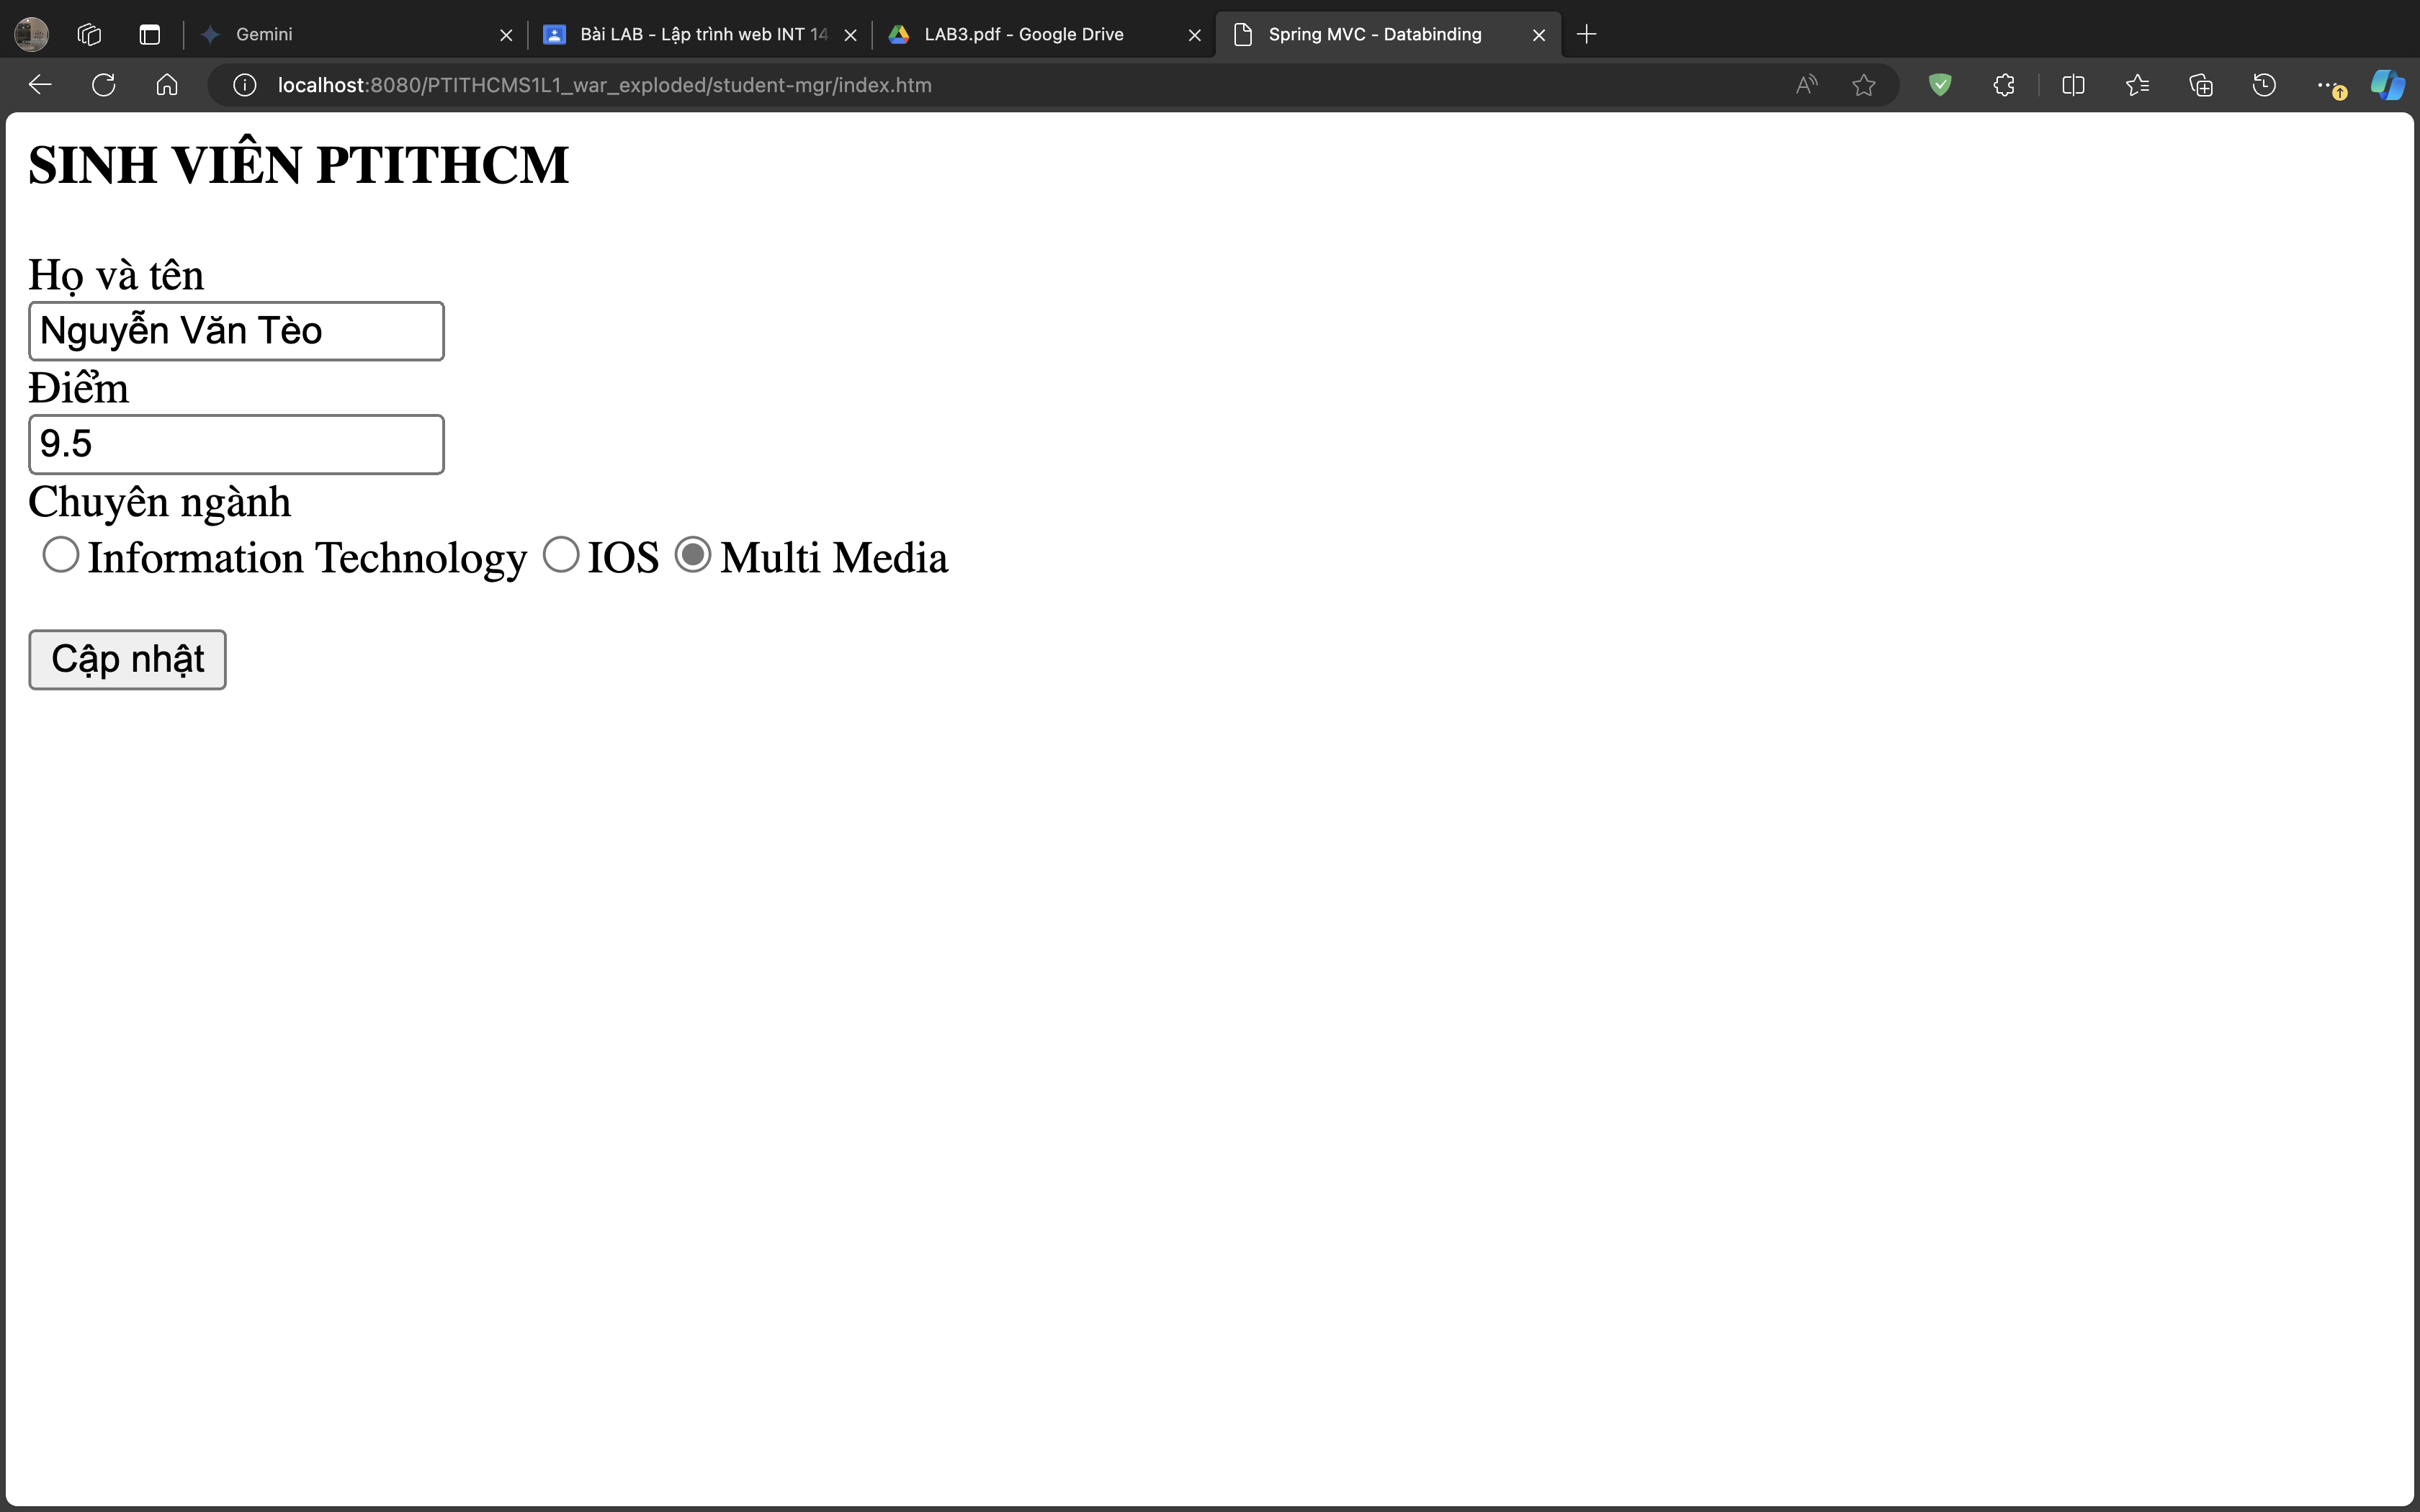 Gemini
Bài LAB - Lập trình web INT 14
LAB3.pdf - Google Drive
Spring MVC - Databinding
localhost:8080/PTITHCMS1L1_war_exploded/student-mgr/index.htm
SINH VIÊN PTITHCM
Họ và tên
Nguyễn Văn Tèo
Điểm
9.5
Chuyên ngành
Information Technology IOS Multi Media
Cập nhật